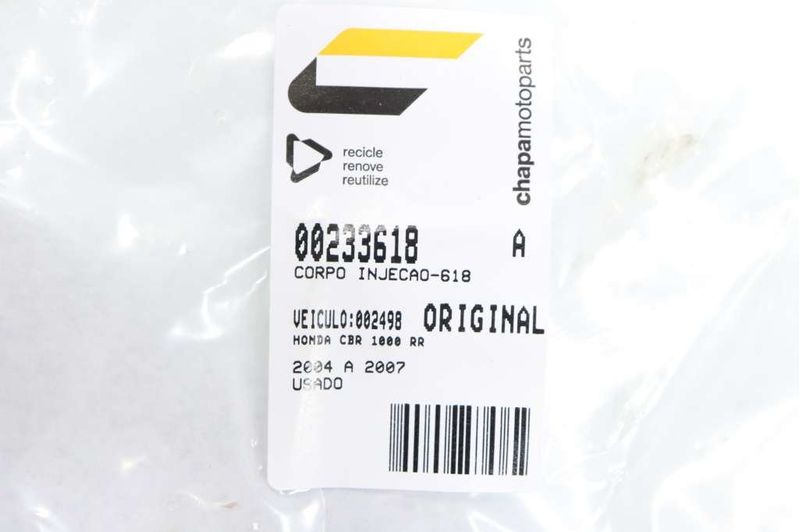 chapamotoparts
recicle
renove
reutilize
00233618 A
CORPO INJECAO-618
VEICULO:002498 ORIGINAL
HONDA CBR 1000 RR
2004 A 2007
USADO